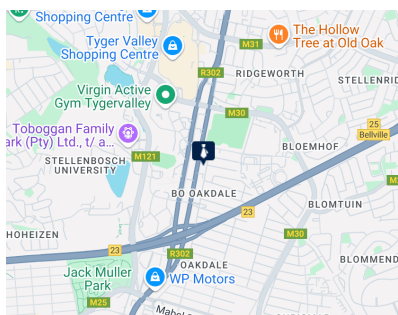 Shopping Centre
Tyger Valley
Shopping Centre
M31
The Hollow
Tree at Old Oak
R302
RIDGEWORTH
STELLENRID
Virgin Active
Gym Tygervalley
M30
25
Bellville
Toboggan Family
ark (Pty) Ltd., t/ a...
BLOEMHOF
M121
STELLENBOSCH
UNIVERSITY
BO OAKDALE
BLOMTUIN
23
M30
HOHEIZEN
23
R302
BLOMMEND
OAKDALE
Jack Muller
Park
WP Motors
M25
Mabel